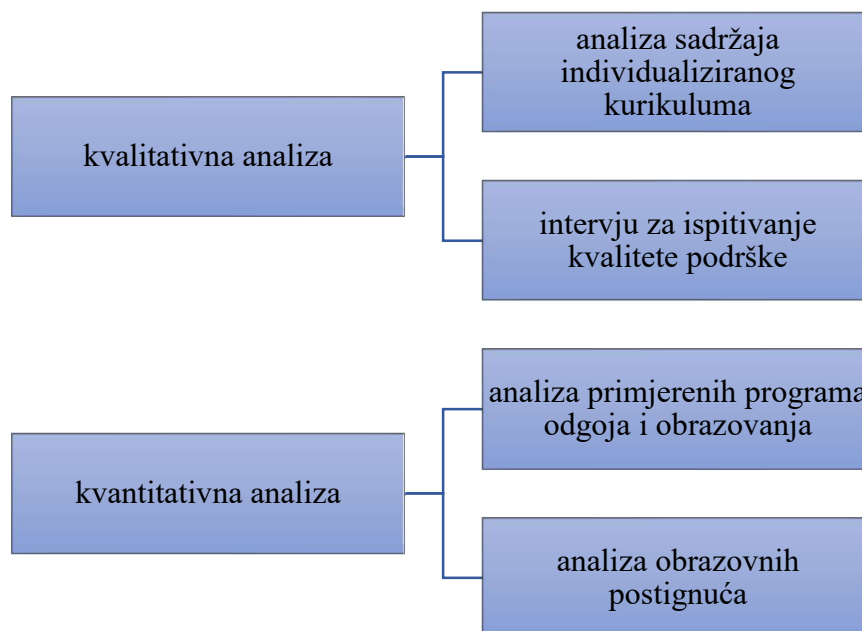 kvalitativna analiza
analiza sadržaja
individualiziranog
kurikuluma
intervju za ispitivanje
kvalitete podrške
kvantitativna analiza
analiza primjerenih programa
odgoja i obrazovanja
analiza obrazovnih
postignuća